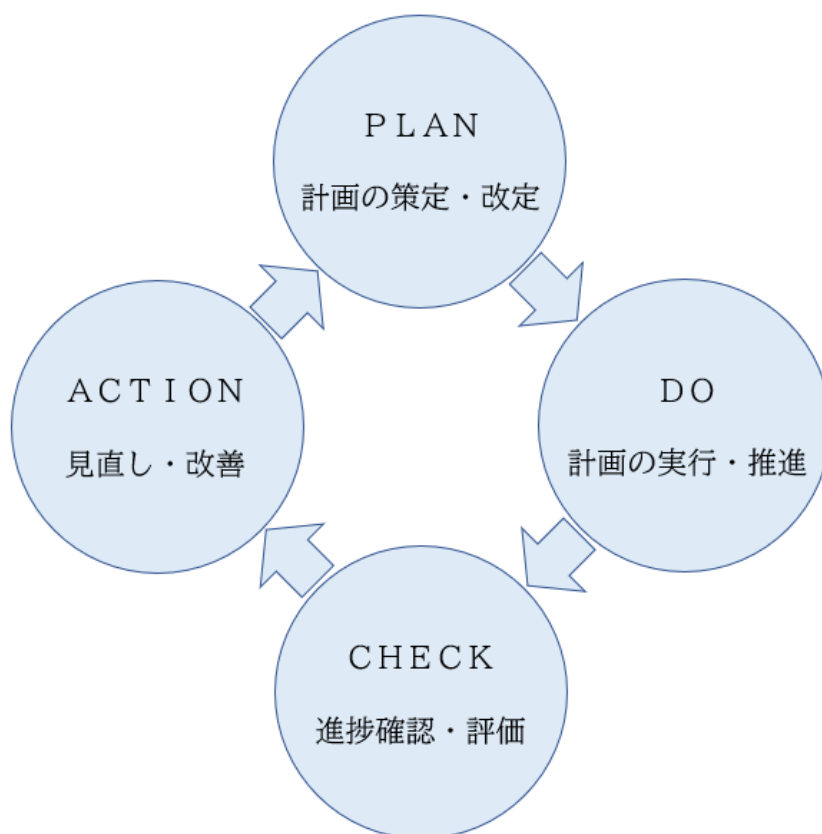 ＰＬＡＮ
計画の策定・改定
ＤＯ
計画の実行・推進
ＣＨＥＣＫ
進捗確認・評価
ＡＣＴＩＯＮ
見直し・改善